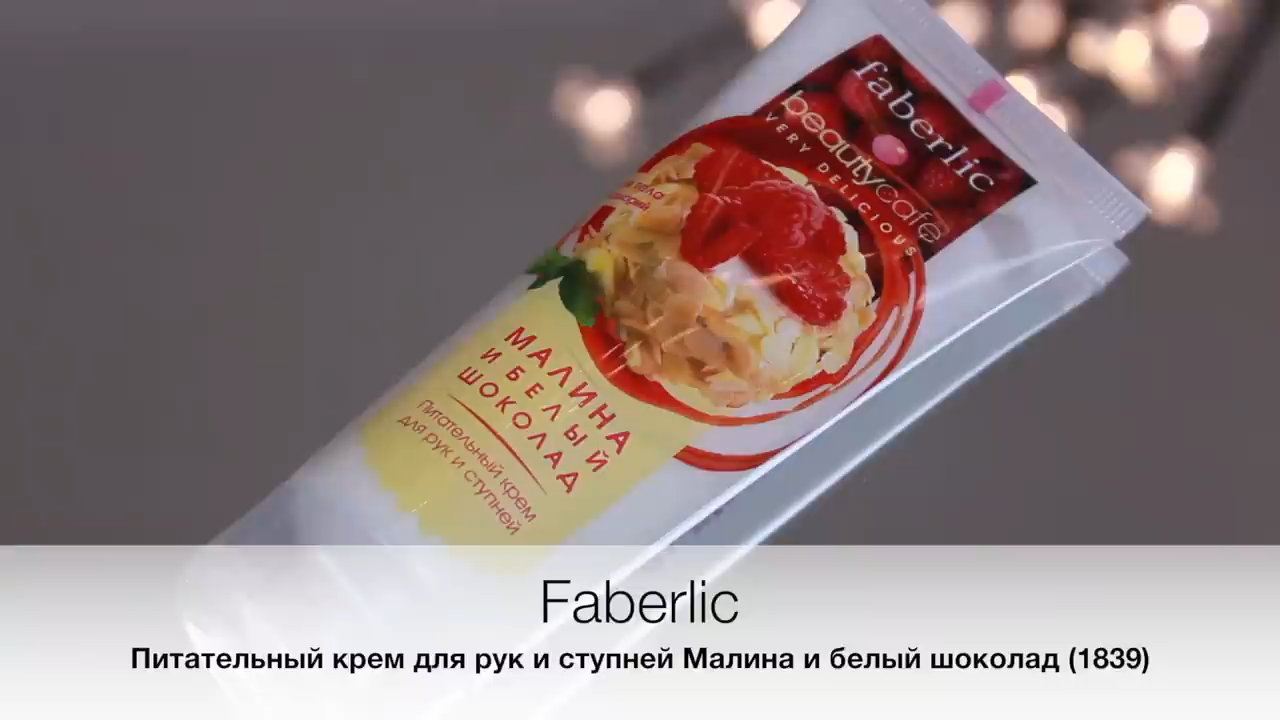 faberlic
beautycafe
VERY DELICIOUS
МАЛИНА
И БЕЛЫЙ
ШОКОЛАД
Питательный крем
для рук и ступней
Faberlic
Питательный крем для рук и ступней Малина и белый шоколад (1839)